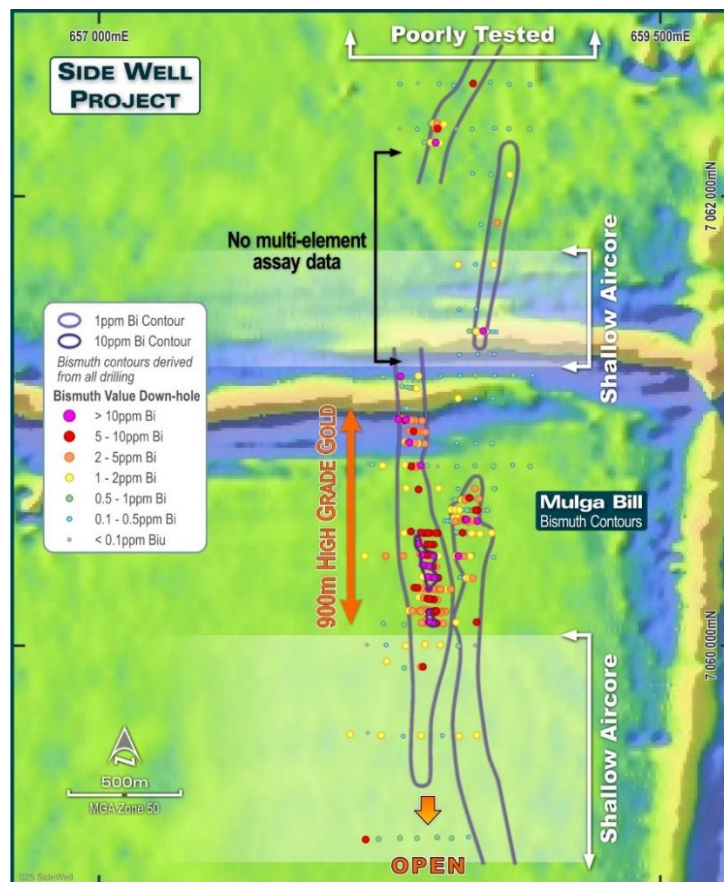 657 000mE
659 500mE
Poorly Tested
SIDE WELL
PROJECT
7 062 000mN
No multi-element
assay data
Shallow Aircore
1ppm Bi Contour
10ppm Bi Contour
Bismuth contours derived
from all drilling
Bismuth Value Down-hole
> 10ppm Bi
5 - 10ppm Bi
2 - 5ppm Bi
1 - 2ppm Bi
0.5 - 1ppm Bi
0.1 - 0.5ppm Bi
< 0.1ppm Biu
900m HIGH GRADE GOLD
Mulga Bill
Bismuth Contours
7 060 000mN
Shallow Aircore
500m
MGA Zone 50
OPEN
025 SideWell